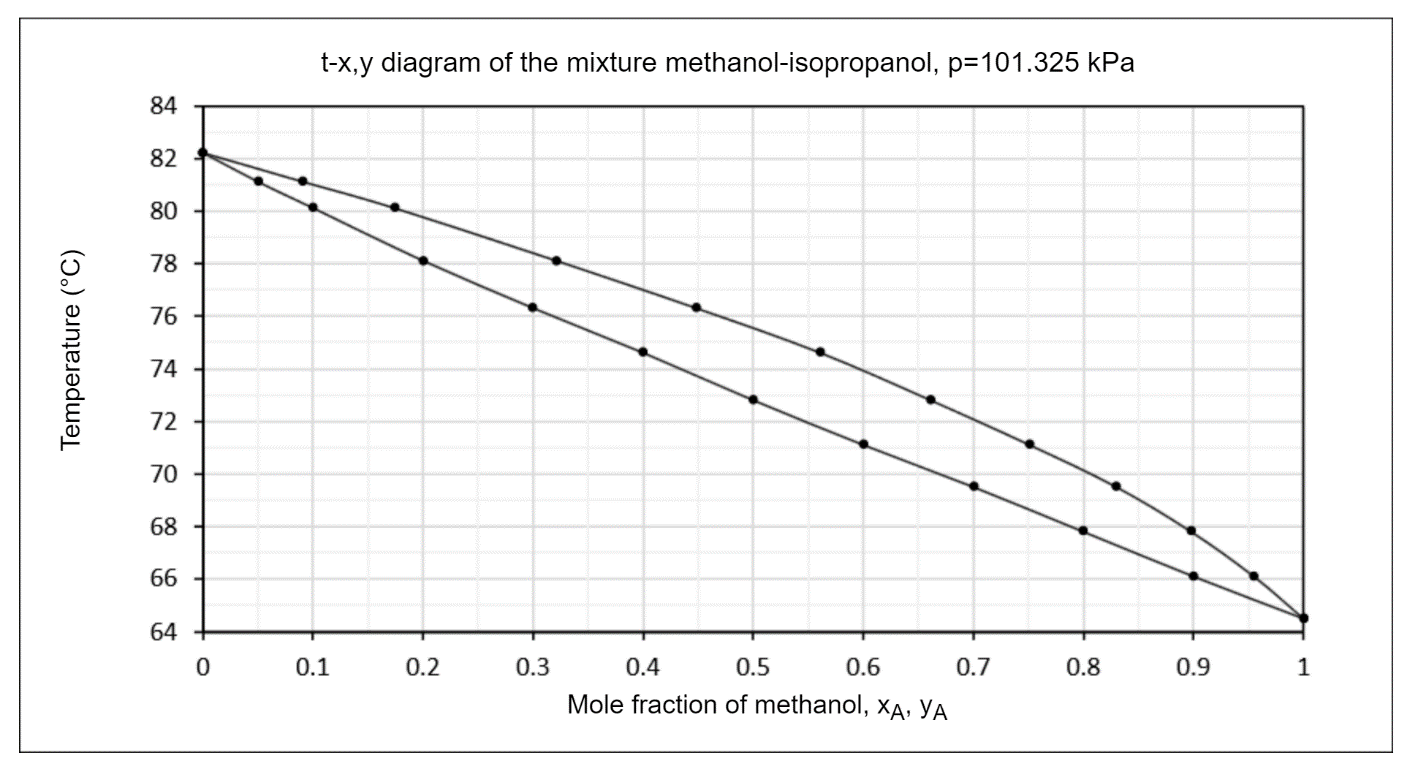 t-x,y diagram of the mixture methanol-isopropanol, p=101.325 kPa
84
82
80
78
76
74
72
70
68
66
64
Temperature (°C)
0 0.1 0.2 0.3 0.4 0.5 0.6 0.7 0.8 0.9 1
Mole fraction of methanol, xA, yA